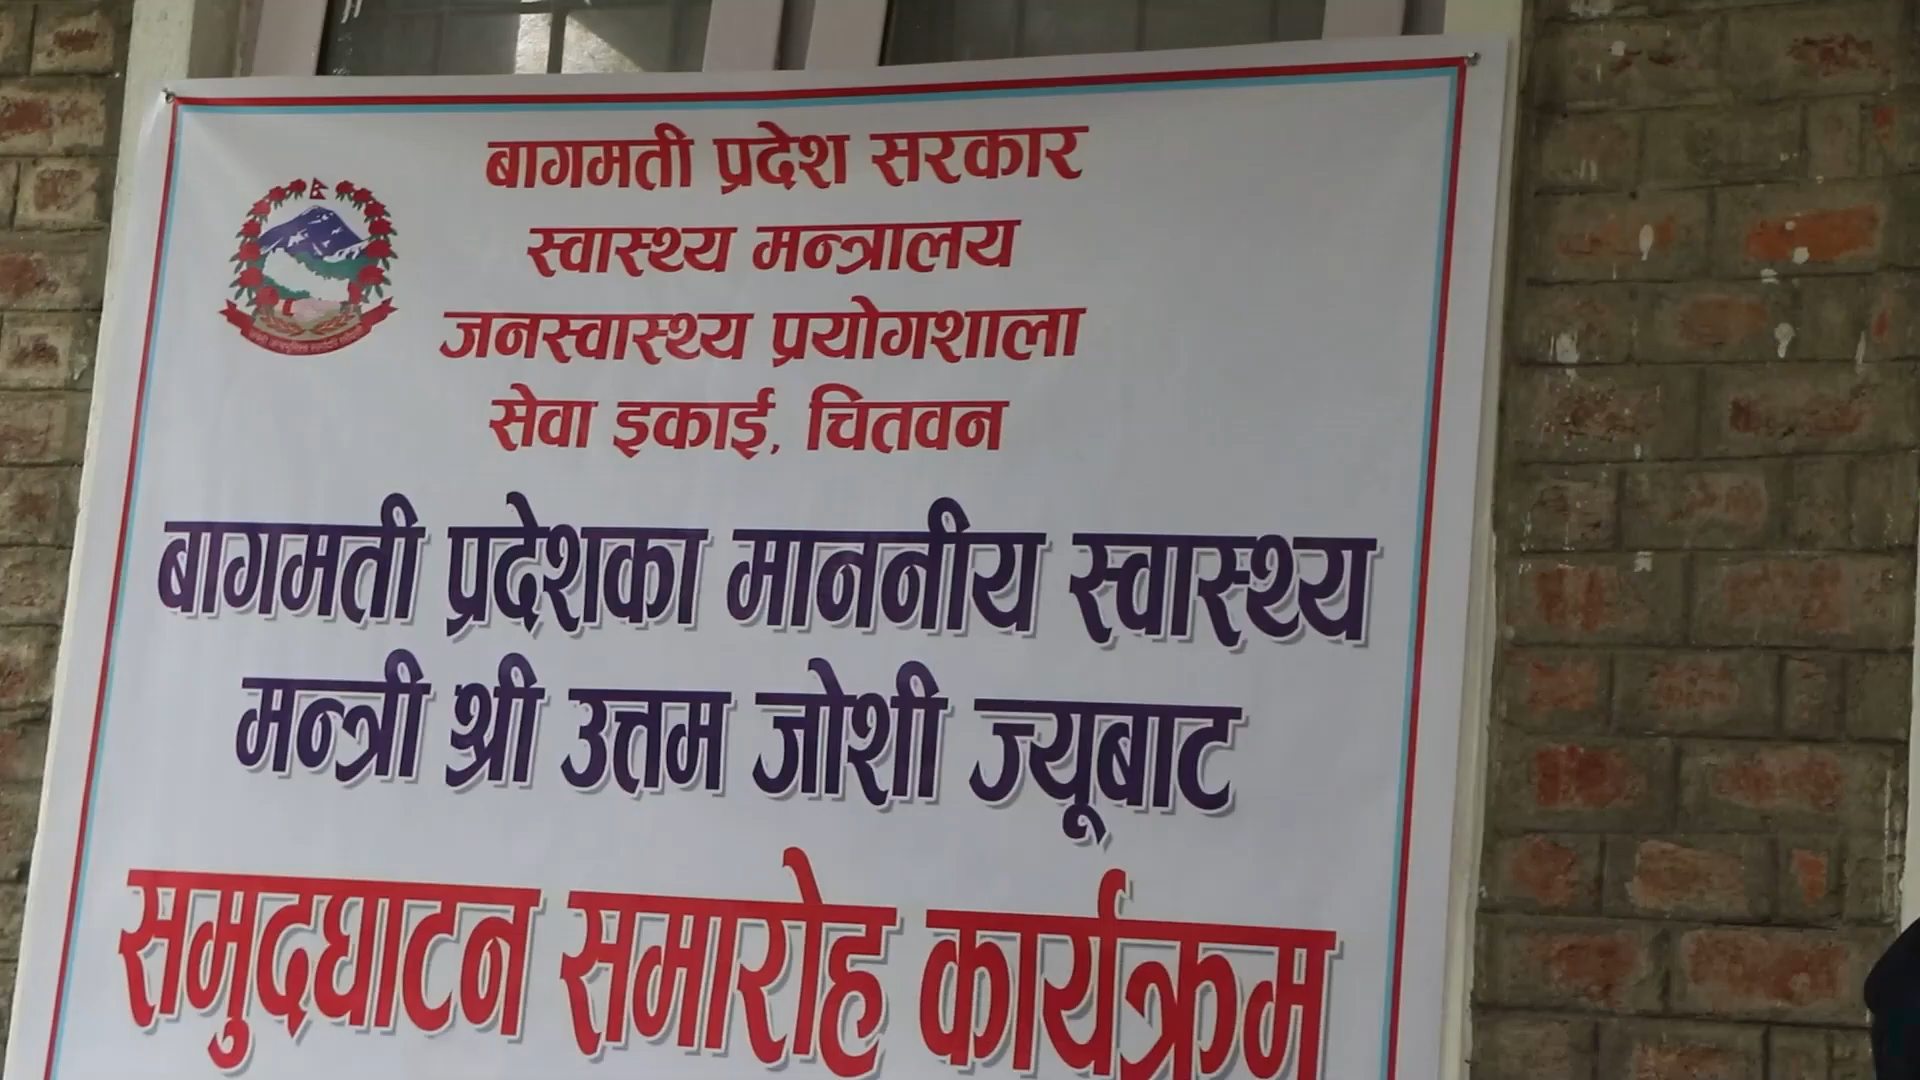 बागमती प्रदेश सरकार
स्वास्थ्य मन्त्रालय
जनस्वास्थ्य प्रयोगशाला
सेवा इकाई, चितवन
बागमती प्रदेशका माननीय स्वास्थ्य
मन्त्री श्री उत्तम जोशी ज्यूबाट
समुदघाटन समारोह कार्यक्रम